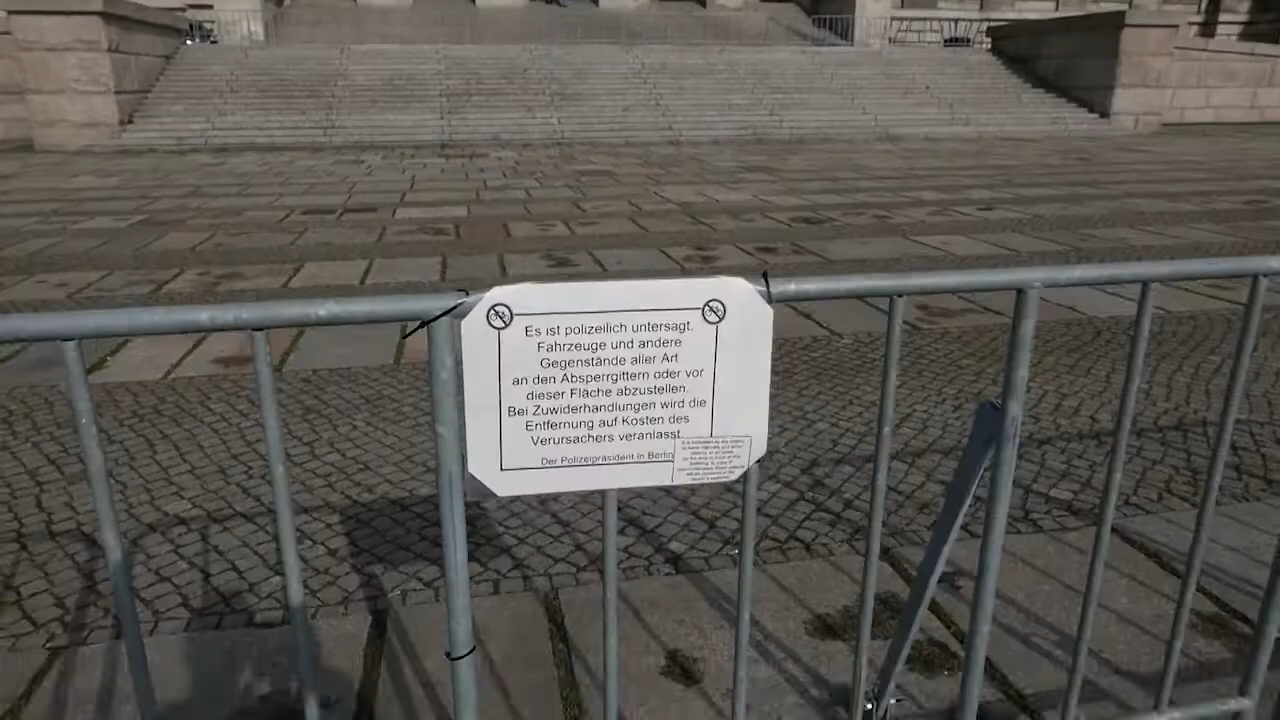 Es ist polizeilich untersagt,
Fahrzeuge und andere
Gegenstände aller Art
an den Absperrgittern oder vor
dieser Fläche abzustellen.
Bei Zuwiderhandlungen wird die
Entfernung auf Kosten des
Verursachers veranlasst.
Der Polizeipräsident in Berlin